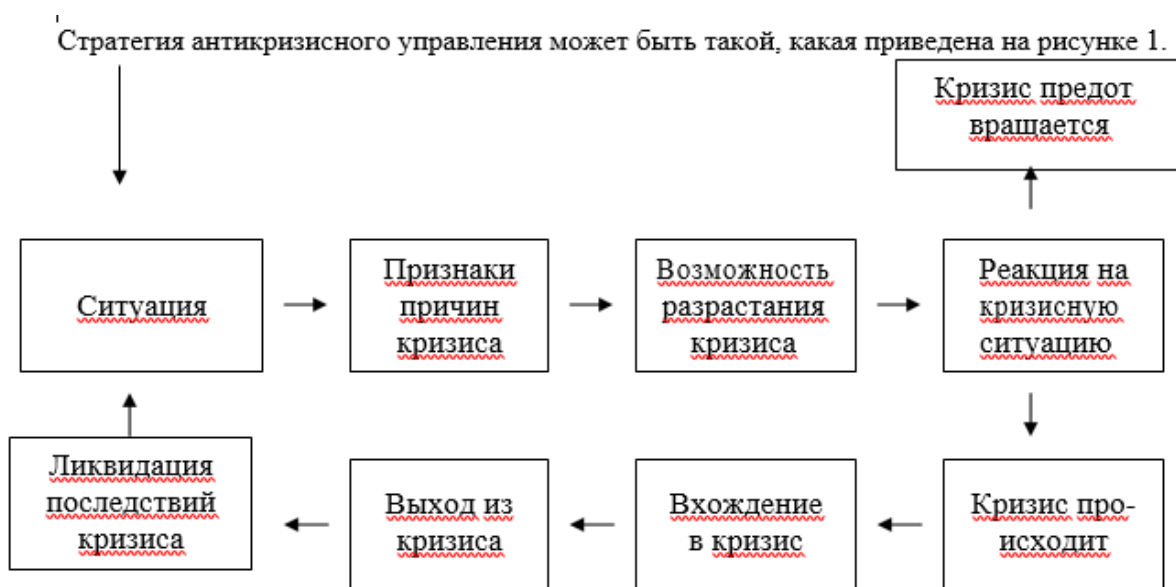 Стратегия антикризисного управления может быть такой, какая приведена на рисунке 1.
Кризис предот
вращается
Ситуация
Признаки
причин
кризиса
Возможность
разрастания
кризиса
Реакция на
кризисную
ситуацию
Ликвидация
последствий
кризиса
Выход из
кризиса
Вхождение
в кризис
Кризис про-
исходит